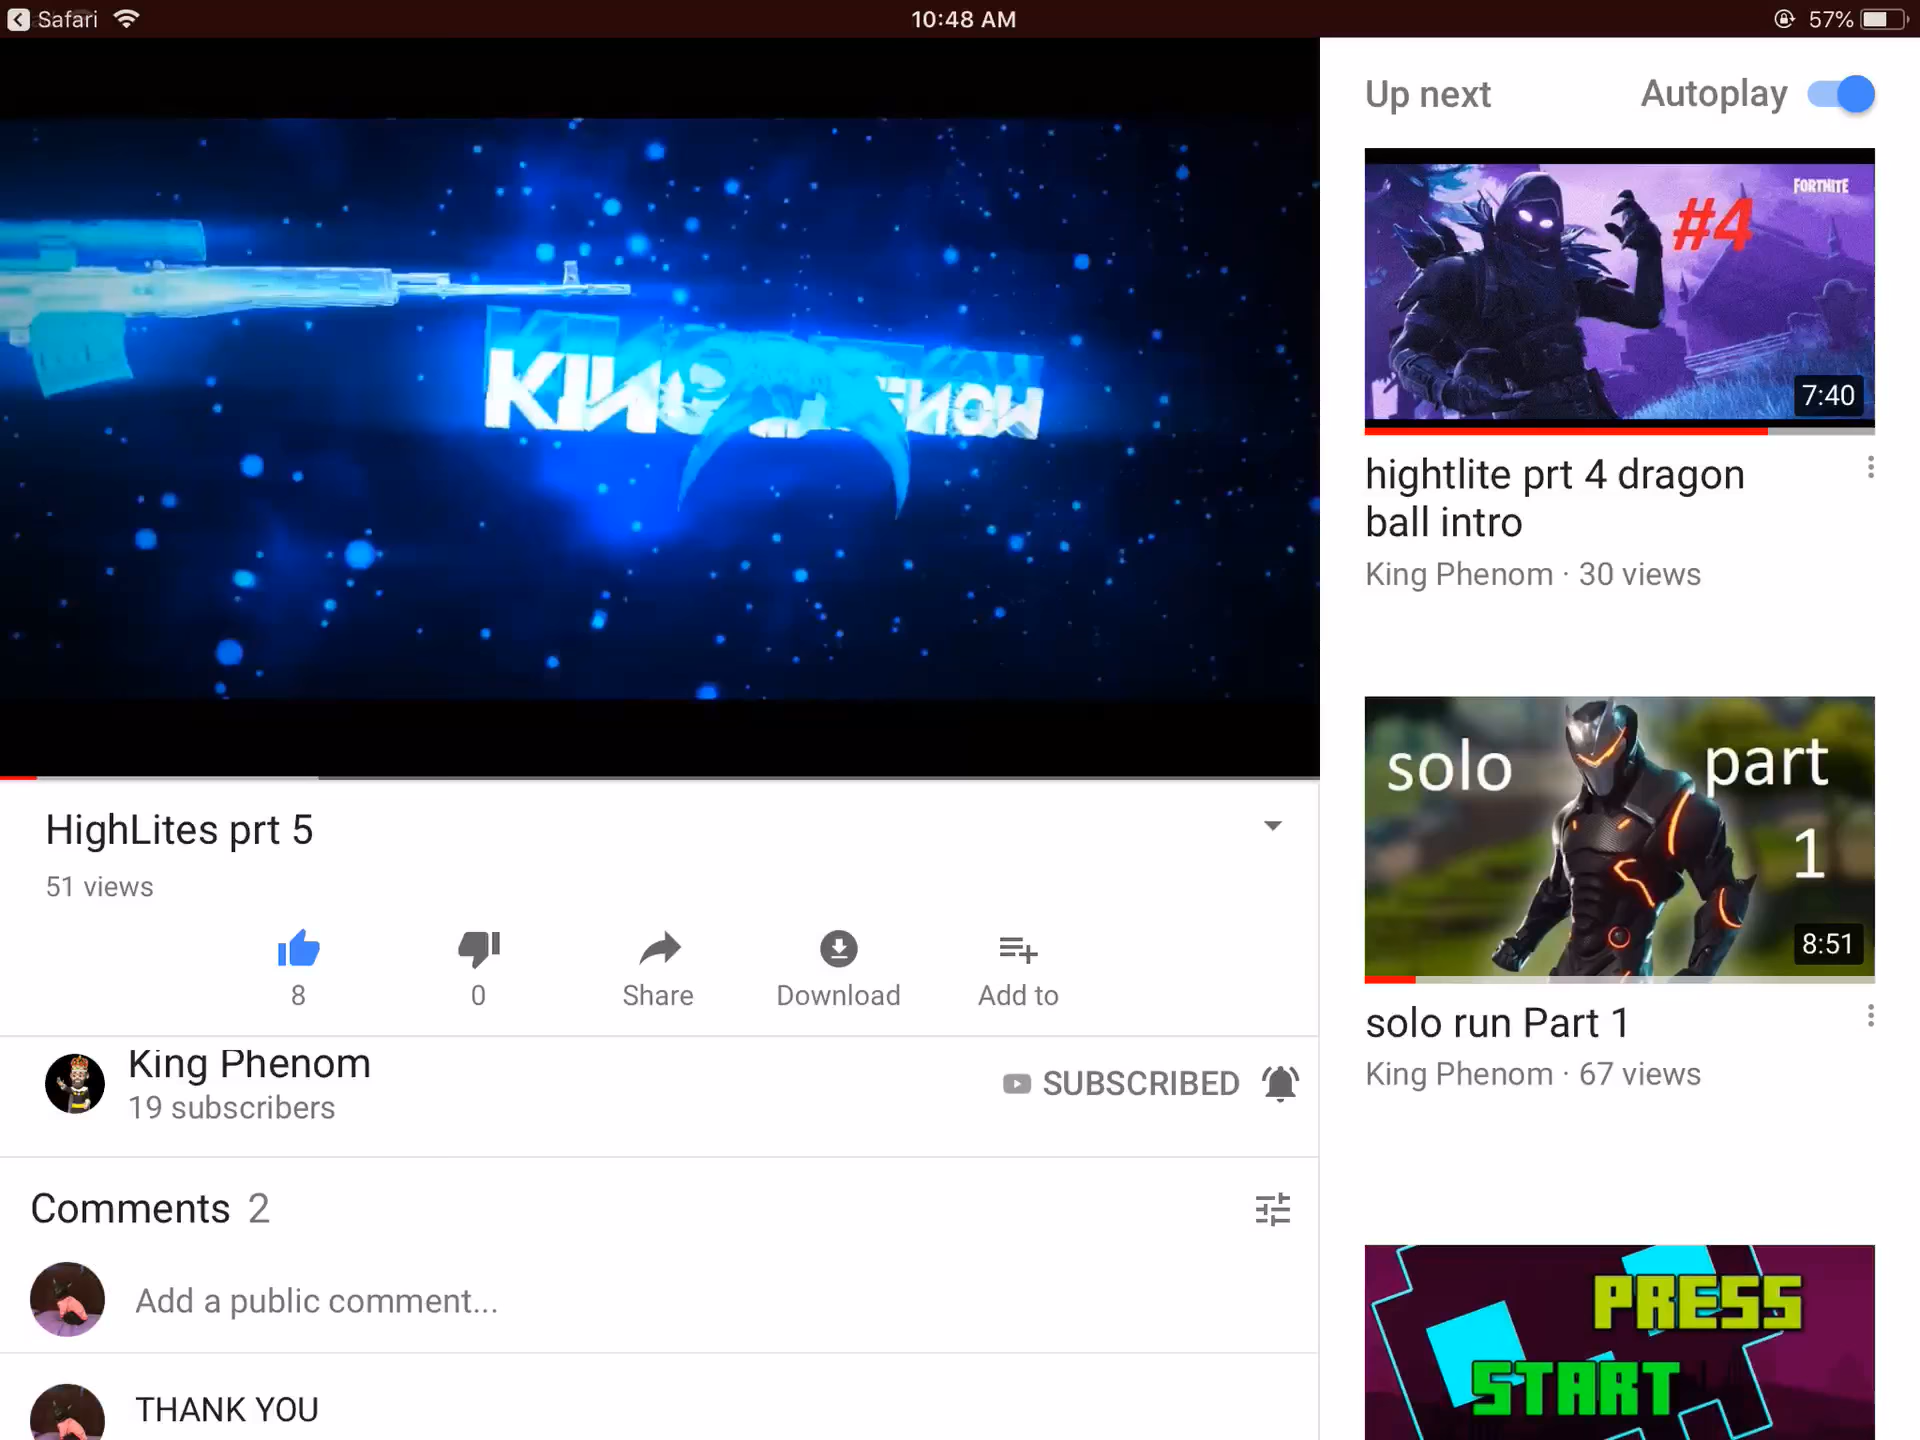 Safari
10:48 AM
57%
KING
HighLites prt 5
51 views
8
0
Share
Download
Add to
King Phenom
19 subscribers
SUBSCRIBED
Comments 2
Add a public comment...
THANK YOU
Up next
Autoplay
FORTNITE
#4
7:40
hightlite prt 4 dragon
ball intro
King Phenom · 30 views
solo part
1
8:51
solo run Part 1
King Phenom · 67 views
PRESS
START